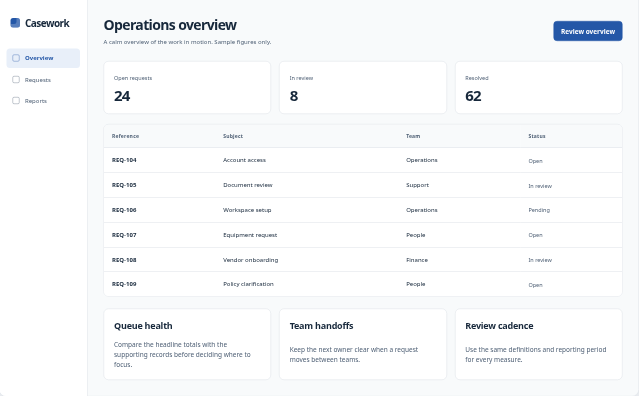 Casework
Overview
Requests
Reports
Operations overview
A calm overview of the work in motion. Sample figures only.
Review overview
Open requests
24
In review
8
Resolved
62
Reference Subject Team Status
REQ-104 Account access Operations Open
REQ-105 Document review Support In review
REQ-106 Workspace setup Operations Pending
REQ-107 Equipment request People Open
REQ-108 Vendor onboarding Finance In review
REQ-109 Policy clarification People Open
Queue health
Compare the headline totals with the
supporting records before deciding where to
focus.
Team handoffs
Keep the next owner clear when a request
moves between teams.
Review cadence
Use the same definitions and reporting period
for every measure.